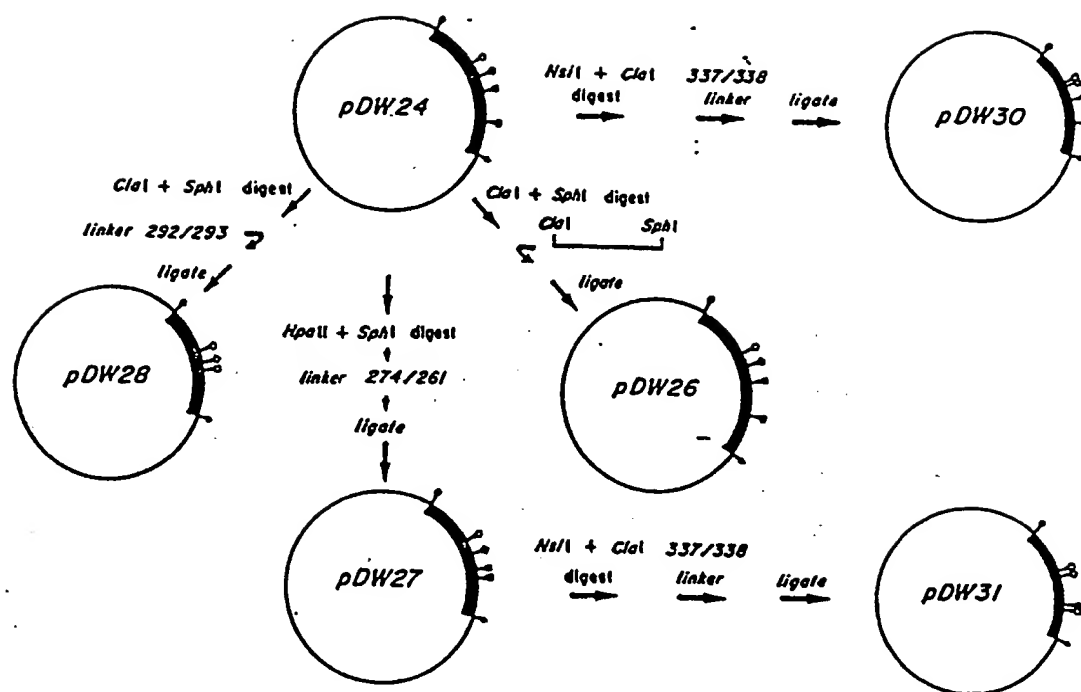 pDW24
NsiI + ClaI 337/338
digest linker ligate
pDW30
ClaI + SphI digest
linker 292/293
ligate
pDW28
ClaI + SphI digest
ClaI SphI
ligate
pDW26
HpaII + SphI digest
linker 274/261
ligate
pDW27
NsiI + ClaI 337/338
digest linker ligate
pDW31